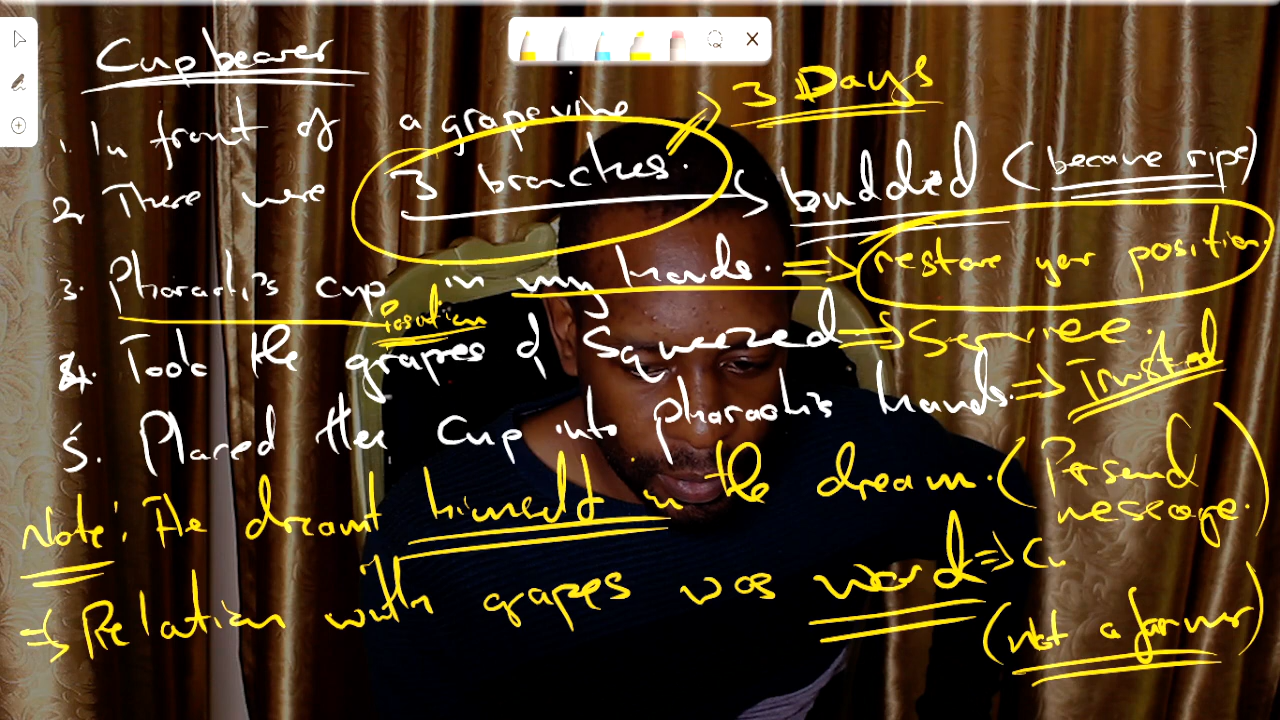 Cupbearer
3 Days
1. In front of a grapevine
2. There were 3 branches. budded (became ripe)
3. Pharaoh's cup in my hands. => restore your position.
Position
4. Took the grapes & Squeezed => Service.
5. Placed the Cup into pharaoh's hands. => Trusted
Note: He dreamt himself in the dream. (Personal message.)
=> Relation with grapes was word => C
(not a farmer)